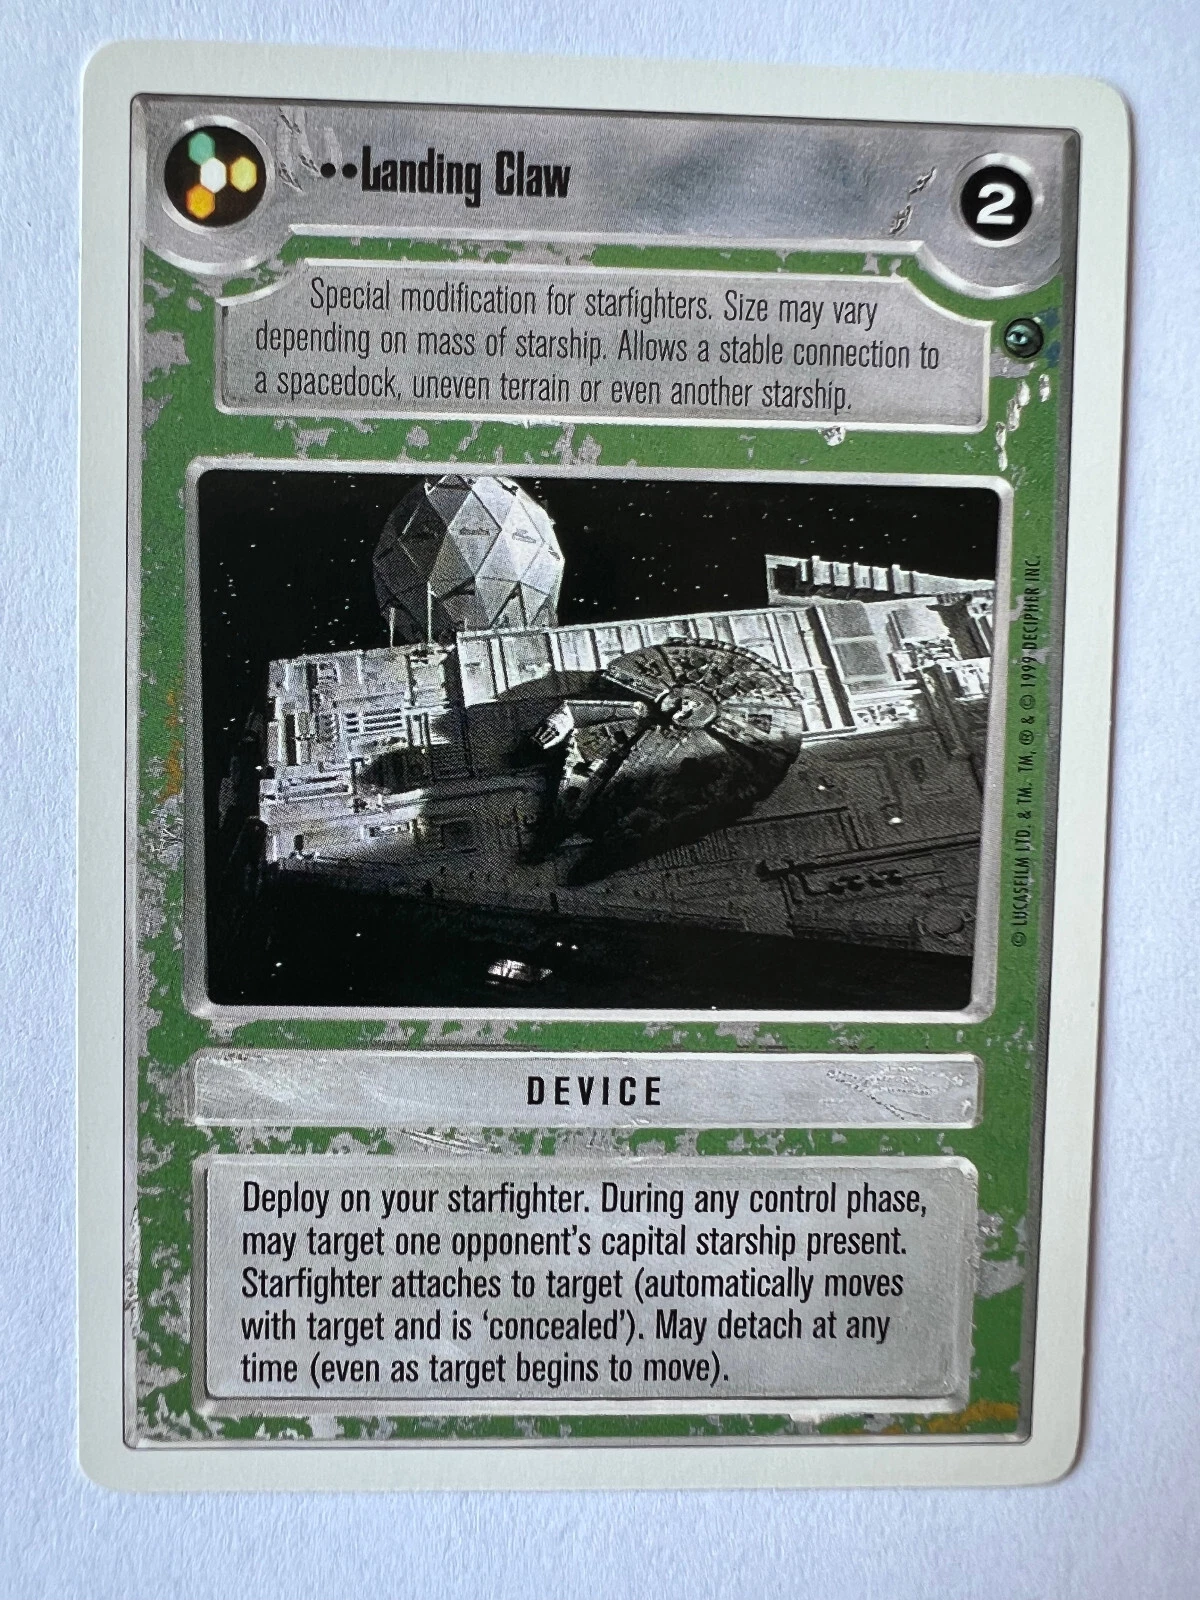 ••Landing Claw
2
Special modification for starfighters. Size may vary
depending on mass of starship. Allows a stable connection to
a spacedock, uneven terrain or even another starship.
© LUCASFILM LTD. & TM. TM, ® & © 1999 DECIPHER INC.
DEVICE
Deploy on your starfighter. During any control phase,
may target one opponent's capital starship present.
Starfighter attaches to target (automatically moves
with target and is ‘concealed’). May detach at any
time (even as target begins to move).